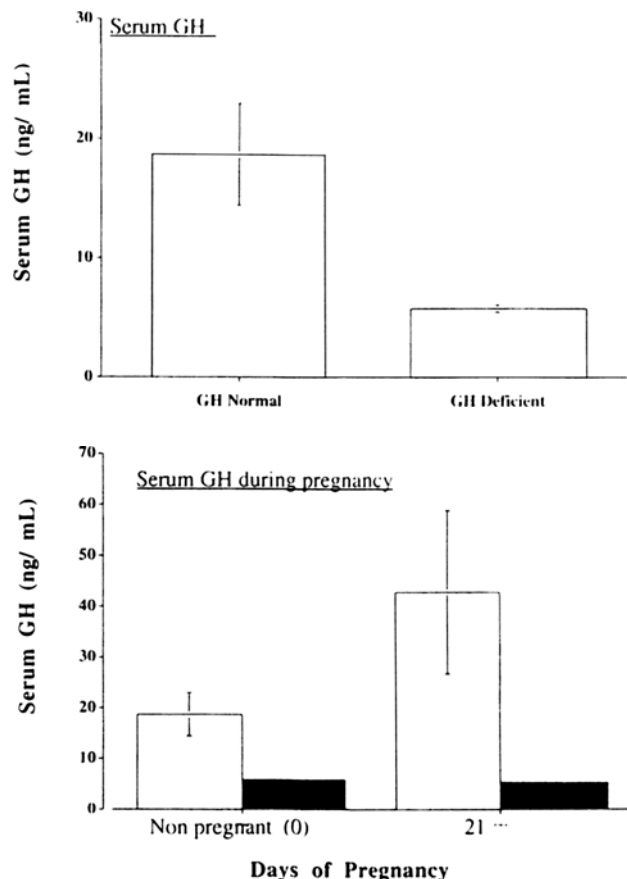 Serum GH
Serum GH (ng/ mL)
30
20
10
0
GH Normal GH Deficient
Serum GH during pregnancy
Serum GH (ng/ mL)
70
60
50
40
30
20
10
0
Non pregnant (0) 21
Days of Pregnancy